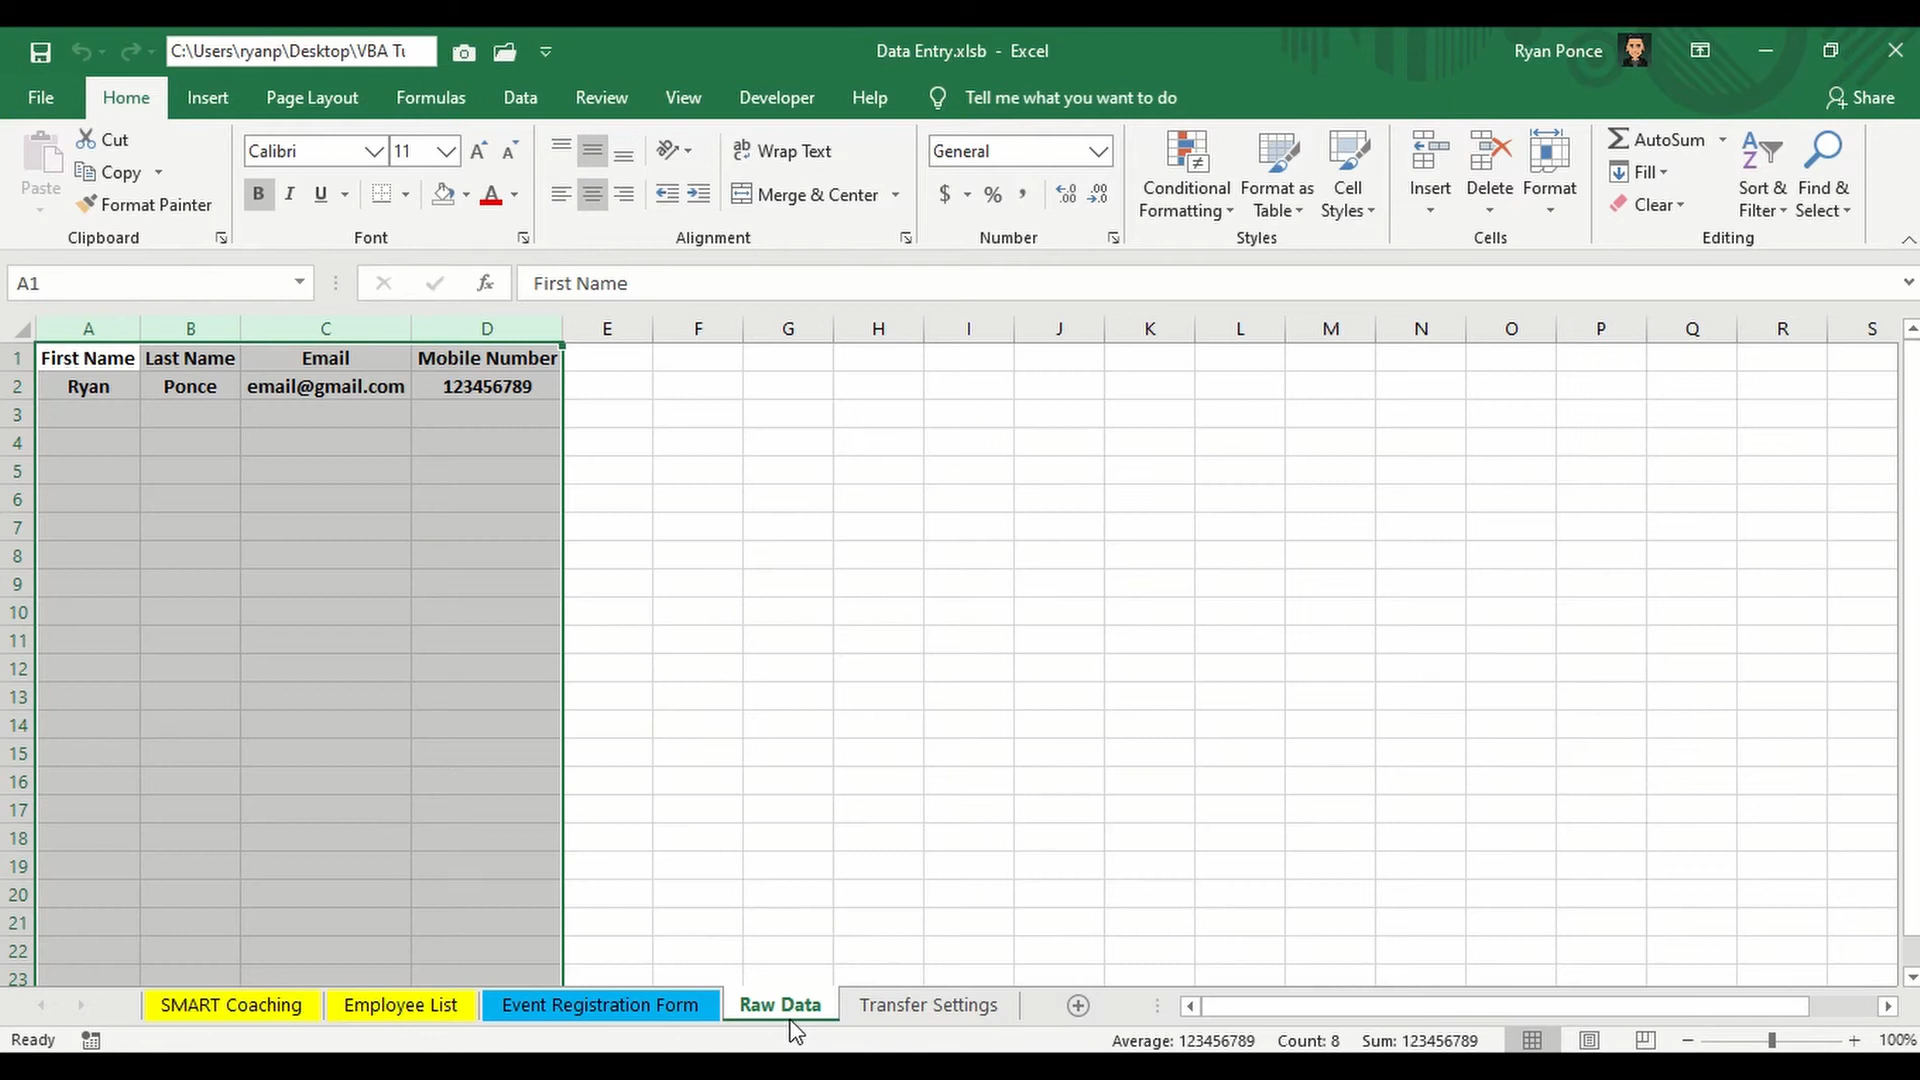 C:\Users\ryanp\Desktop\VBA Tu
Data Entry.xlsb - Excel
Ryan Ponce
File Home Insert Page Layout Formulas Data Review View Developer Help Tell me what you want to do Share
Paste
Cut
Copy
Format Painter
Clipboard
Calibri 11
B I U A
Font
Wrap Text
Merge & Center
Alignment
General
$ % ,
Number
Conditional Formatting
Format as Table
Cell Styles
Styles
Insert
Delete
Format
Cells
AutoSum
Fill
Clear
Sort & Filter
Find & Select
Editing
A1 fx First Name
A B C D E F G H I J K L M N O P Q R S
1 First Name Last Name Email Mobile Number
2 Ryan Ponce email@gmail.com 123456789
3
4
5
6
7
8
9
10
11
12
13
14
15
16
17
18
19
20
21
22
23
SMART Coaching Employee List Event Registration Form Raw Data Transfer Settings
Ready Average: 123456789 Count: 8 Sum: 123456789 100%